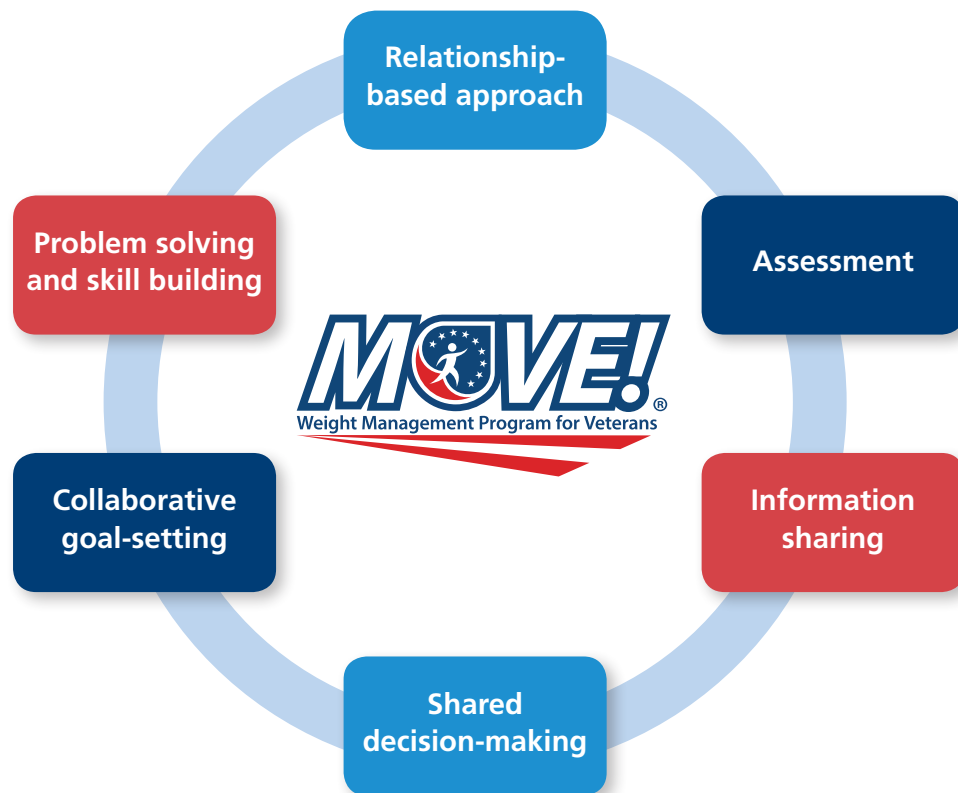 Relationship-
based approach
Problem solving
and skill building
Assessment
MOVE!®
Weight Management Program for Veterans
Collaborative
goal-setting
Information
sharing
Shared
decision-making